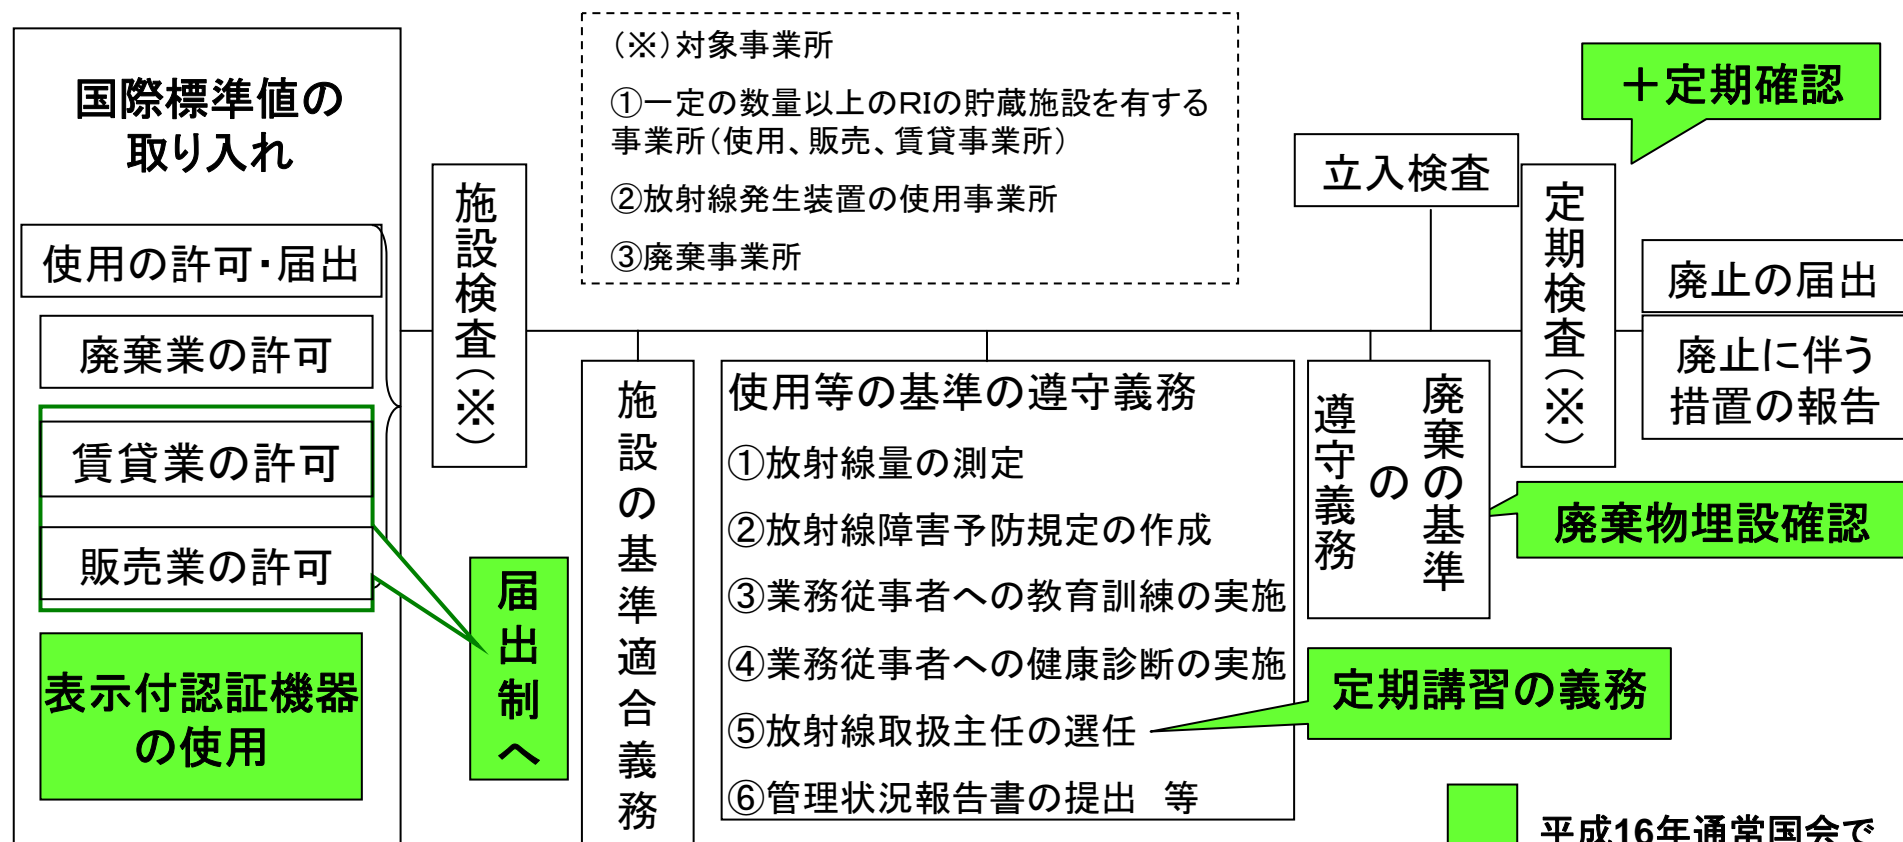 国際標準値の
取り入れ
使用の許可・届出
廃棄業の許可
賃貸業の許可
販売業の許可
表示付認証機器
の使用
届出制へ
施設検査(※)
(※)対象事業所
①一定の数量以上のRIの貯蔵施設を有する
事業所(使用、販売、賃貸事業所)
②放射線発生装置の使用事業所
③廃棄事業所
施設の基準適合義務
使用等の基準の遵守義務
①放射線量の測定
②放射線障害予防規定の作成
③業務従事者への教育訓練の実施
④業務従事者への健康診断の実施
⑤放射線取扱主任の選任
⑥管理状況報告書の提出 等
定期講習の義務
廃棄の基準
の
遵守義務
廃棄物埋設確認
立入検査
定期検査(※)
+定期確認
廃止の届出
廃止に伴う
措置の報告
平成16年通常国会で